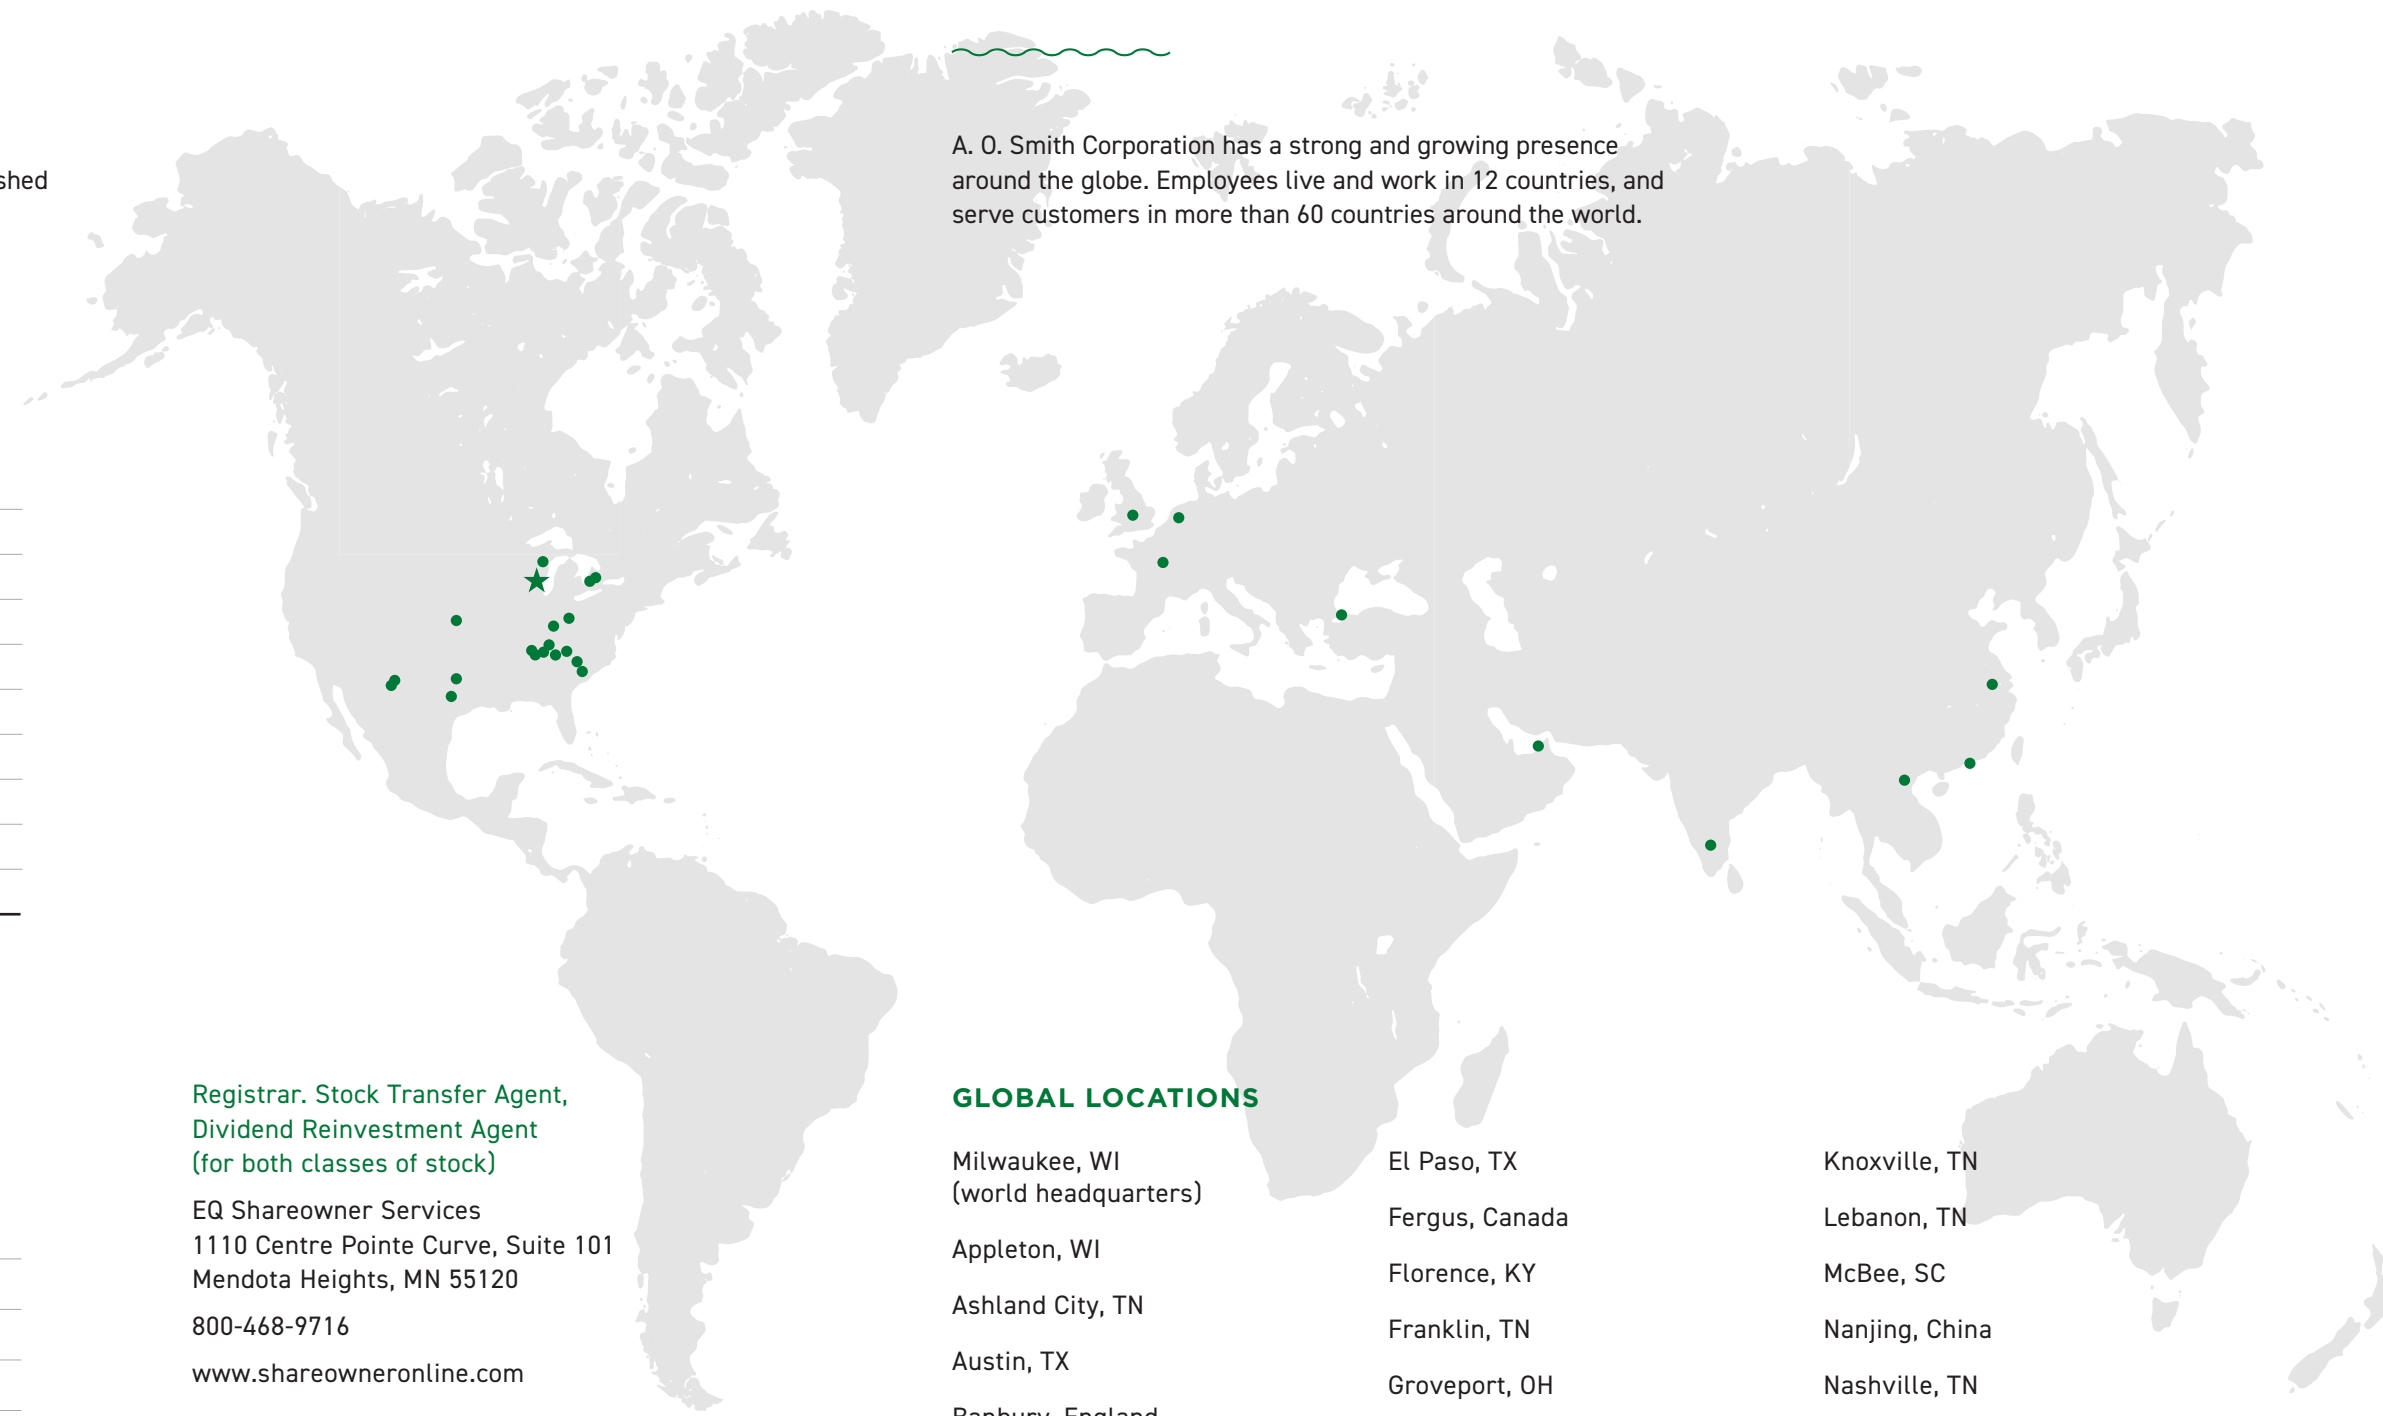 shed
A. O. Smith Corporation has a strong and growing presence
around the globe. Employees live and work in 12 countries, and
serve customers in more than 60 countries around the world.
Registrar. Stock Transfer Agent,
Dividend Reinvestment Agent
(for both classes of stock)
EQ Shareowner Services
1110 Centre Pointe Curve, Suite 101
Mendota Heights, MN 55120
800-468-9716
www.shareowneronline.com
GLOBAL LOCATIONS
Milwaukee, WI
(world headquarters)
Appleton, WI
Ashland City, TN
Austin, TX
Banbury, England
El Paso, TX
Fergus, Canada
Florence, KY
Franklin, TN
Groveport, OH
Knoxville, TN
Lebanon, TN
McBee, SC
Nanjing, China
Nashville, TN